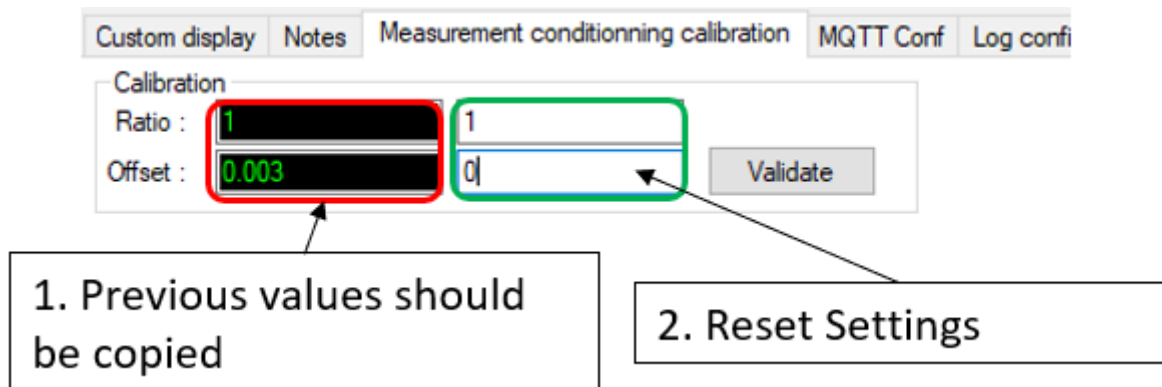 Custom display Notes Measurement conditionning calibration MQTT Conf Log confi
Calibration
Ratio : 1 1
Offset : 0.003 0 Validate
1. Previous values should
be copied
2. Reset Settings